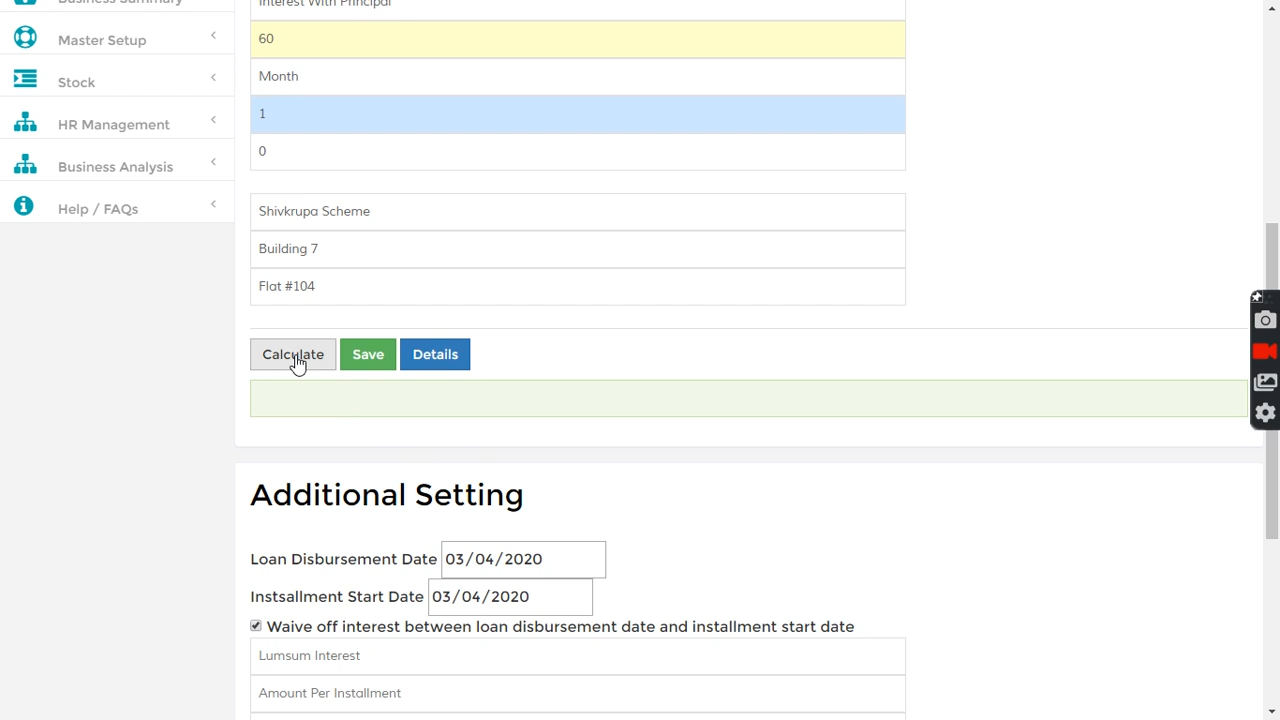 Business Summary
Interest With Principal
Master Setup
60
Month
Stock
1
HR Management
0
Business Analysis
Help / FAQs
Shivkrupa Scheme
Building 7
Flat #104
Calculate Save Details
Additional Setting
Loan Disbursement Date 03/04/2020
Instsallment Start Date 03/04/2020
Waive off interest between loan disbursement date and installment start date
Lumsum Interest
Amount Per Installment